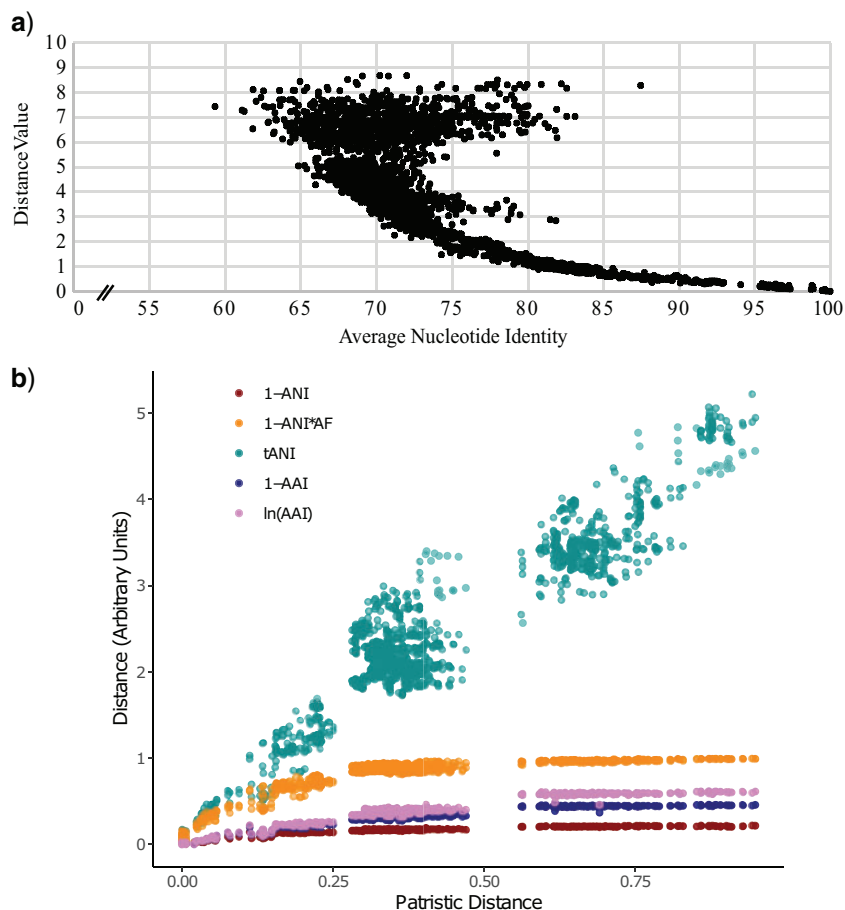 a)
10
9
8
7
6
5
4
3
2
1
0
Distance Value
0 55 60 65 70 75 80 85 90 95 100
Average Nucleotide Identity
b)
1–ANI
1–ANI*AF
tANI
1–AAI
ln(AAI)
5
4
3
2
1
0
Distance (Arbitrary Units)
0.00 0.25 0.50 0.75
Patristic Distance